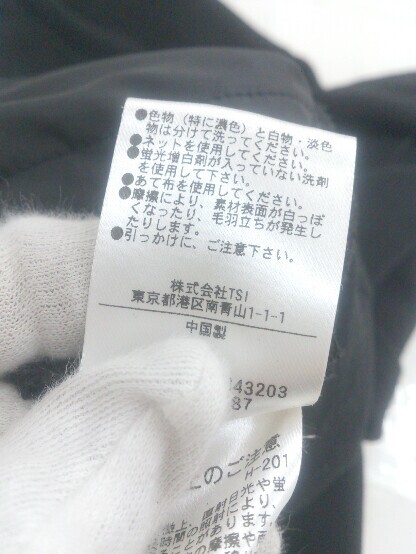 ●色物（特に濃色）と白物・淡色
物は分けて洗ってください。
●ネットを使用してください。
●蛍光増白剤が入っていない洗剤
を使用して下さい。
●あて布を使用してください。
●摩擦により、素材表面が白っぽ
くなったり、毛羽立ちが発生し
たりします。
●引っかけに、ご注意下さい。
株式会社TSI
東京都港区南青山1-1-1
中国製
43203
87
のご注意
H-201